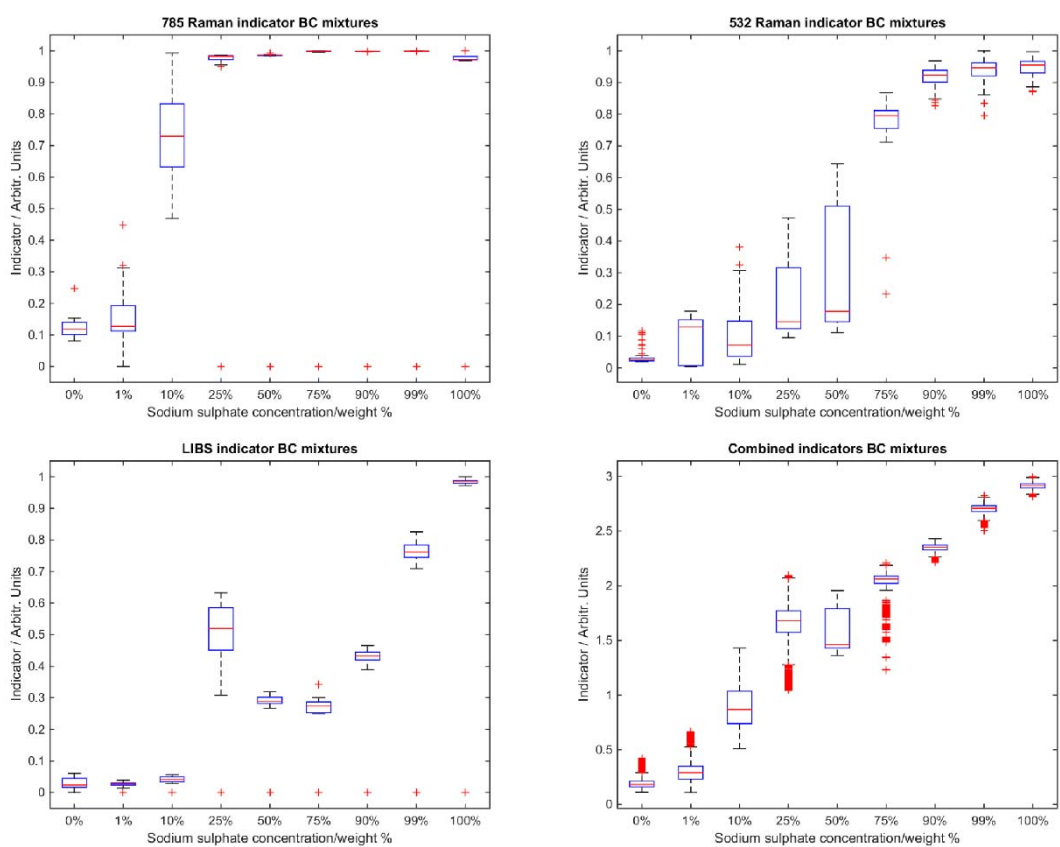 785 Raman indicator BC mixtures
Indicator / Arbitr. Units
1
0.9
0.8
0.7
0.6
0.5
0.4
0.3
0.2
0.1
0
0% 1% 10% 25% 50% 75% 90% 99% 100%
Sodium sulphate concentration/weight %
532 Raman indicator BC mixtures
Indicator / Arbitr. Units
1
0.9
0.8
0.7
0.6
0.5
0.4
0.3
0.2
0.1
0
0% 1% 10% 25% 50% 75% 90% 99% 100%
Sodium sulphate concentration/weight %
LIBS indicator BC mixtures
Indicator / Arbitr. Units
1
0.9
0.8
0.7
0.6
0.5
0.4
0.3
0.2
0.1
0
0% 1% 10% 25% 50% 75% 90% 99% 100%
Sodium sulphate concentration/weight %
Combined indicators BC mixtures
Indicator / Arbitr. Units
3
2.5
2
1.5
1
0.5
0
0% 1% 10% 25% 50% 75% 90% 99% 100%
Sodium sulphate concentration/weight %